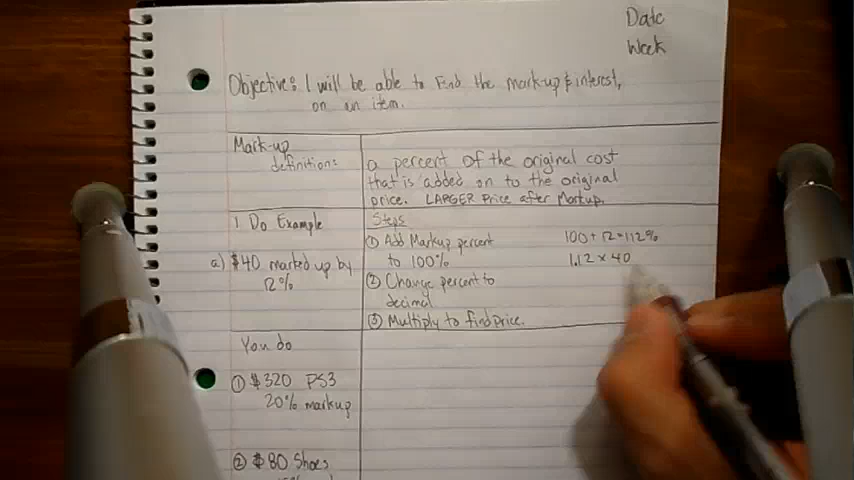 Date
Week
Objective: I will be able to Find the markup & interest,
on an item.
Mark-up
definition:
a percent of the original cost
that is added on to the original
price. LARGER Price after Markup.
I Do Example
a) $40 marked up by
12%
Steps
① Add Markup percent
to 100%
② Change percent to
decimal
③ Multiply to find price.
100 + 12 = 112%
1.12 x 40
You do
① $320 PS3
20% markup
② $80 Shoes